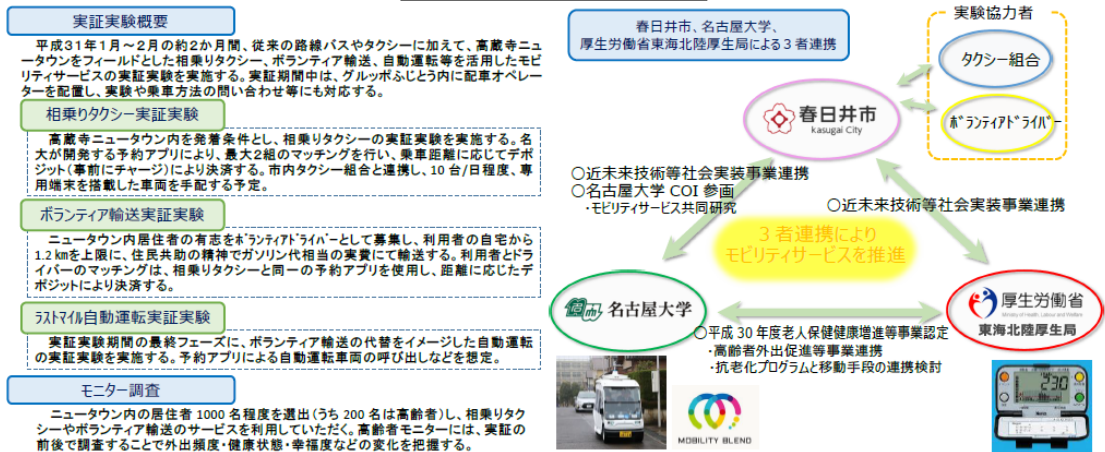 実証実験概要
平成３１年１月～２月の約２か月間、従来の路線バスやタクシーに加えて、高蔵寺ニュ
ータウンをフィールドとした相乗りタクシー、ボランティア輸送、自動運転等を活用したモビ
リティサービスの実証実験を実施する。実証期間中は、グルッポふじとう内に配車オペレー
ターを配置し、実験や乗車方法の問い合わせ等にも対応する。
相乗りタクシー実証実験
高蔵寺ニュータウン内を発着条件とし、相乗りタクシーの実証実験を実施する。名
大が開発する予約アプリにより、最大２組のマッチングを行い、乗車距離に応じてデポ
ジット（事前にチャージ）により決済する。市内タクシー組合と連携し、10 台/日程度、専
用端末を搭載した車両を手配する予定。
ボランティア輸送実証実験
ニュータウン内居住者の有志をﾎﾞﾗﾝﾃｨｱﾄﾞﾗｲﾊﾞｰとして募集し、利用者の自宅から
1.2 ㎞を上限に、住民共助の精神でガソリン代相当の実費にて輸送する。利用者とドラ
イバーのマッチングは、相乗りタクシーと同一の予約アプリを使用し、距離に応じたデ
ポジットにより決済する。
ﾗｽﾄﾏｲﾙ自動運転実証実験
実証実験期間の最終フェーズに、ボランティア輸送の代替をイメージした自動運転
の実証実験を実施する。予約アプリによる自動運転車両の呼び出しなどを想定。
モニター調査
ニュータウン内の居住者 1000 名程度を選出（うち 200 名は高齢者）し、相乗りタク
シーやボランティア輸送のサービスを利用していただく。高齢者モニターには、実証の
前後で調査することで外出頻度・健康状態・幸福度などの変化を把握する。
春日井市、名古屋大学、
厚生労働省東海北陸厚生局による３者連携
実験協力者
タクシー組合
ﾎﾞﾗﾝﾃｨｱﾄﾞﾗｲﾊﾞｰ
春日井市
kasugai City
○近未来技術等社会実装事業連携
○名古屋大学 COI 参画
・モビリティサービス共同研究
○近未来技術等社会実装事業連携
３者連携により
モビリティサービスを推進
名古屋大学
厚生労働省
Ministry of Health, Labour and Welfare
東海北陸厚生局
○平成 30 年度老人保健健康増進等事業認定
・高齢者外出促進等事業連携
・抗老化プログラムと移動手段の連携検討
MOBILITY BLEND
230